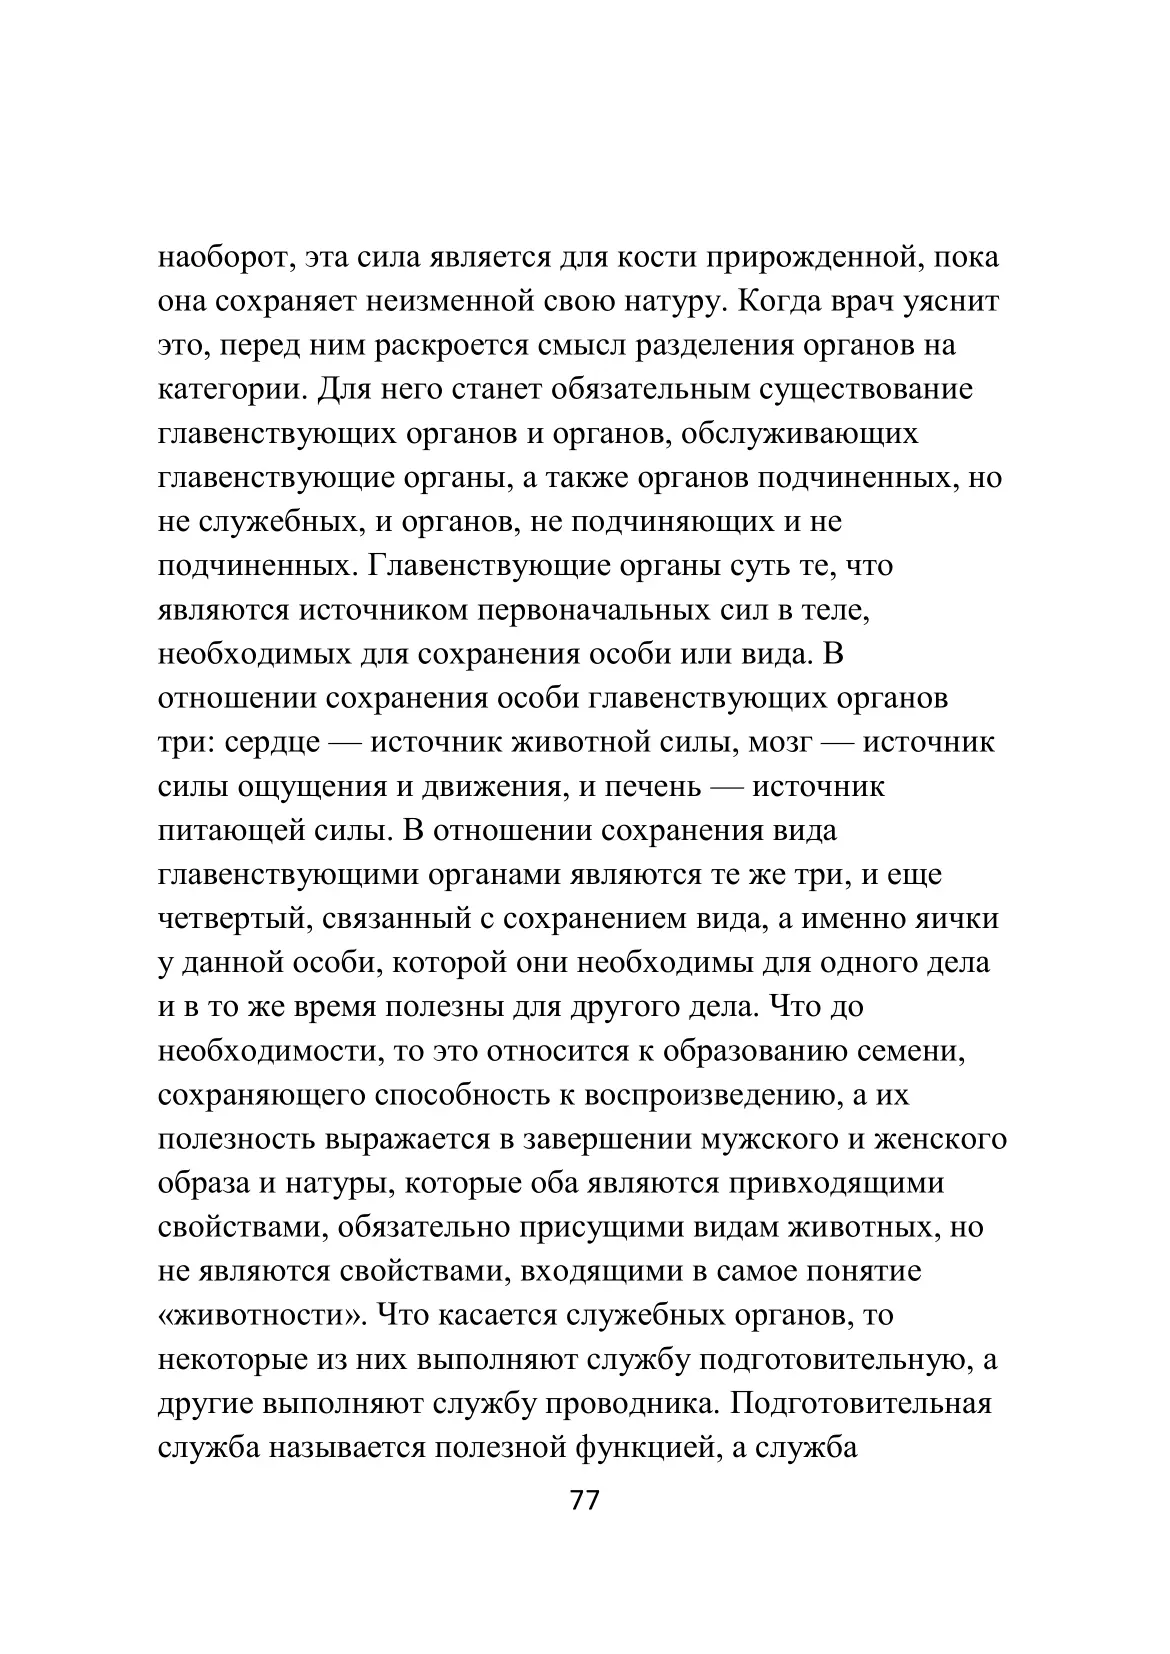 наоборот, эта сила является для кости прирожденной, пока
она сохраняет неизменной свою натуру. Когда врач уяснит
это, перед ним раскроется смысл разделения органов на
категории. Для него станет обязательным существование
главенствующих органов и органов, обслуживающих
главенствующие органы, а также органов подчиненных, но
не служебных, и органов, не подчиняющих и не
подчиненных. Главенствующие органы суть те, что
являются источником первоначальных сил в теле,
необходимых для сохранения особи или вида. В
отношении сохранения особи главенствующих органов
три: сердце — источник животной силы, мозг — источник
силы ощущения и движения, и печень — источник
питающей силы. В отношении сохранения вида
главенствующими органами являются те же три, и еще
четвертый, связанный с сохранением вида, а именно яички
у данной особи, которой они необходимы для одного дела
и в то же время полезны для другого дела. Что до
необходимости, то это относится к образованию семени,
сохраняющего способность к воспроизведению, а их
полезность выражается в завершении мужского и женского
образа и натуры, которые оба являются привходящими
свойствами, обязательно присущими видам животных, но
не являются свойствами, входящими в самое понятие
«животности». Что касается служебных органов, то
некоторые из них выполняют службу подготовительную, а
другие выполняют службу проводника. Подготовительная
служба называется полезной функцией, а служба
77